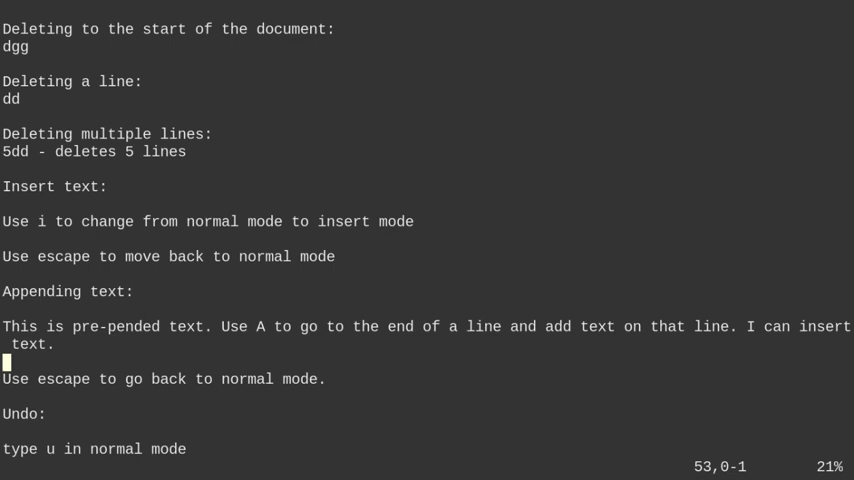 Deleting to the start of the document:
dgg
Deleting a line:
dd
Deleting multiple lines:
5dd - deletes 5 lines
Insert text:
Use i to change from normal mode to insert mode
Use escape to move back to normal mode
Appending text:
This is pre-pended text. Use A to go to the end of a line and add text on that line. I can insert
text.
Use escape to go back to normal mode.
Undo:
type u in normal mode
53,0-1 21%